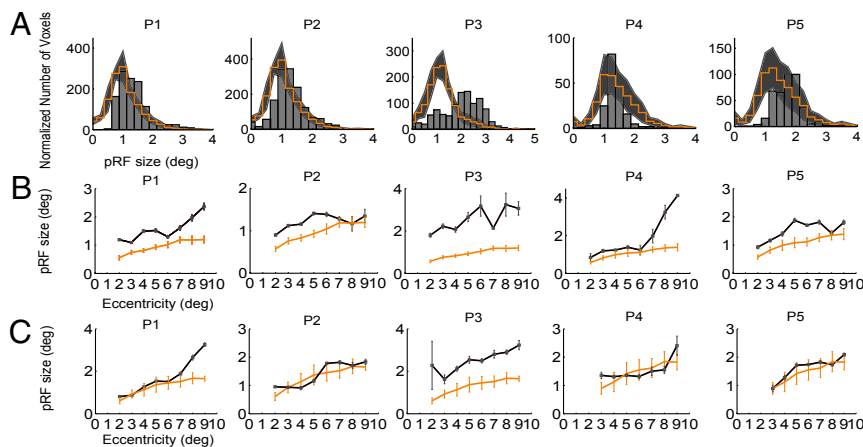 A
P1
P2
P3
P4
P5
Normalized Number of Voxels
400
200
0
0 1 2 3 4
400
200
0
0 1 2 3 4
300
200
100
0
0 1 2 3 4 5
100
50
0
0 1 2 3 4
150
100
50
0
0 1 2 3 4
pRF size (deg)
B
P1
P2
P3
P4
P5
pRF size (deg)
3
2
1
0
0 1 2 3 4 5 6 7 8 9 10
3
2
1
0
0 1 2 3 4 5 6 7 8 9 10
4
2
0
0 1 2 3 4 5 6 7 8 9 10
4
2
0
0 1 2 3 4 5 6 7 8 9 10
3
2
1
0
0 1 2 3 4 5 6 7 8 9 10
Eccentricity (deg)
C
P1
P2
P3
P4
P5
pRF size (deg)
4
2
0
0 1 2 3 4 5 6 7 8 9 10
3
2
1
0
0 1 2 3 4 5 6 7 8 9 10
4
2
0
0 1 2 3 4 5 6 7 8 9 10
3
2
1
0
0 1 2 3 4 5 6 7 8 9 10
3
2
1
0
0 1 2 3 4 5 6 7 8 9 10
Eccentricity (deg)